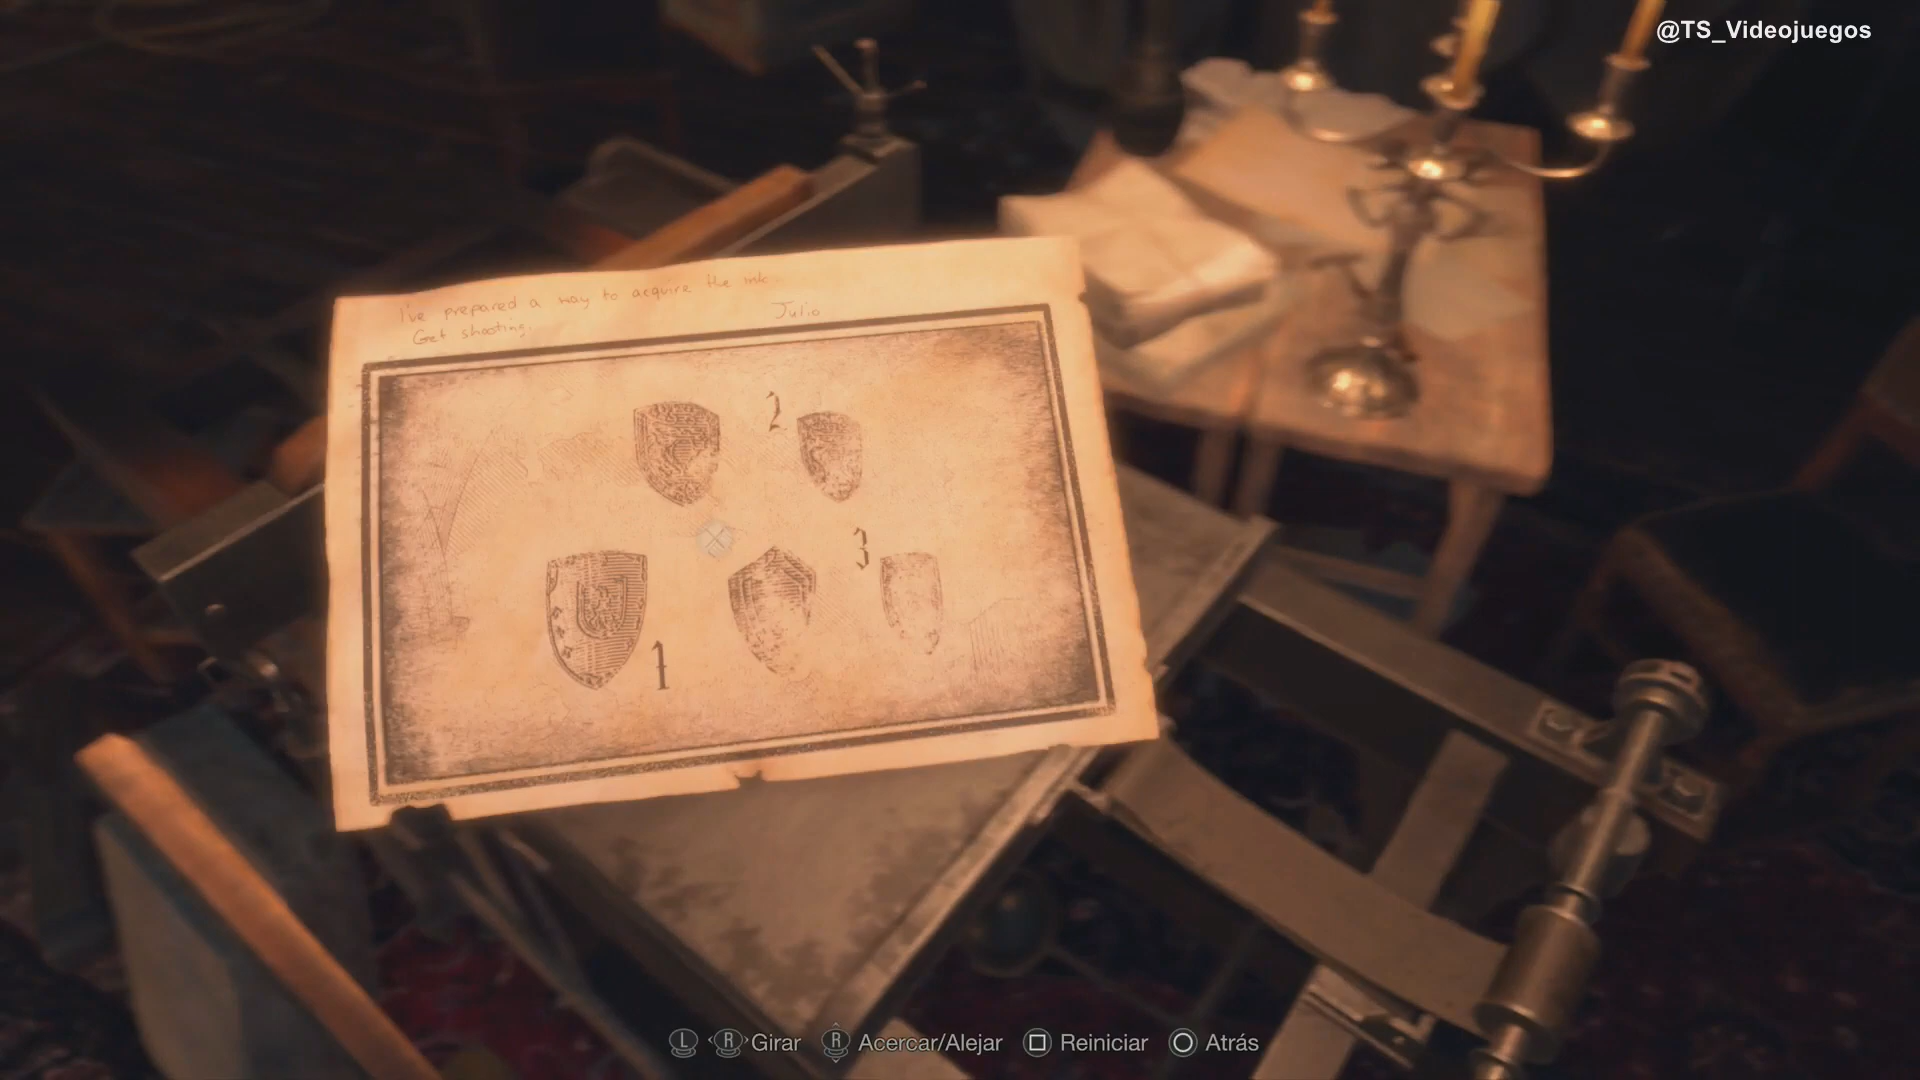 @TS_Videojuegos
I've prepared a way to acquire the ink.
Get shooting.
Julio
2
3
1
L R Girar R Acercar/Alejar Reiniciar Atrás